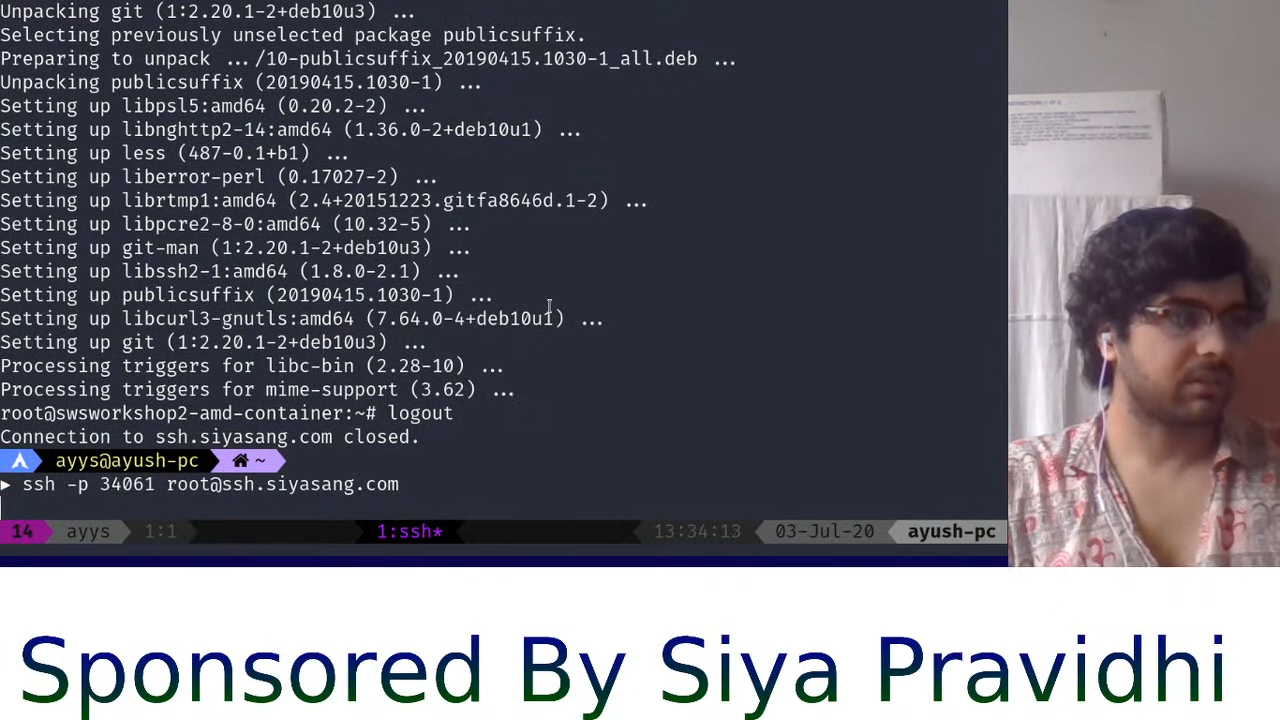 Unpacking git (1:2.20.1-2+deb10u3) ...
Selecting previously unselected package publicsuffix.
Preparing to unpack .../10-publicsuffix_20190415.1030-1_all.deb ...
Unpacking publicsuffix (20190415.1030-1) ...
Setting up libpsl5:amd64 (0.20.2-2) ...
Setting up libnghttp2-14:amd64 (1.36.0-2+deb10u1) ...
Setting up less (487-0.1+b1) ...
Setting up liberror-perl (0.17027-2) ...
Setting up librtmp1:amd64 (2.4+20151223.gitfa8646d.1-2) ...
Setting up libpcre2-8-0:amd64 (10.32-5) ...
Setting up git-man (1:2.20.1-2+deb10u3) ...
Setting up libssh2-1:amd64 (1.8.0-2.1) ...
Setting up publicsuffix (20190415.1030-1) ...
Setting up libcurl3-gnutls:amd64 (7.64.0-4+deb10u1) ...
Setting up git (1:2.20.1-2+deb10u3) ...
Processing triggers for libc-bin (2.28-10) ...
Processing triggers for mime-support (3.62) ...
root@swsworkshop2-amd-container:~# logout
Connection to ssh.siyasang.com closed.
ayys@ayush-pc ~
ssh -p 34061 root@ssh.siyasang.com
14 ayys 1:1 1:ssh* 13:34:13 03-Jul-20 ayush-pc
Sponsored By Siya Pravidhi